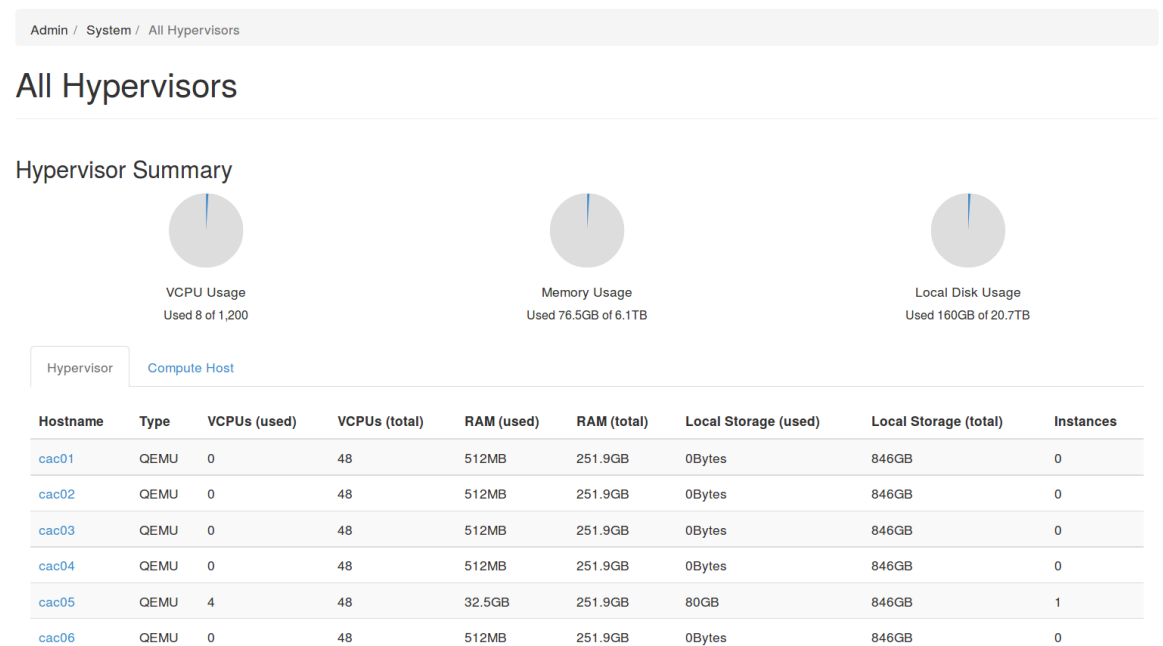 Admin / System / All Hypervisors
All Hypervisors
Hypervisor Summary
VCPU Usage Memory Usage Local Disk Usage
Used 8 of 1,200 Used 76.5GB of 6.1TB Used 160GB of 20.7TB
Hypervisor Compute Host
Hostname Type VCPUs (used) VCPUs (total) RAM (used) RAM (total) Local Storage (used) Local Storage (total) Instances
cac01 QEMU 0 48 512MB 251.9GB 0Bytes 846GB 0
cac02 QEMU 0 48 512MB 251.9GB 0Bytes 846GB 0
cac03 QEMU 0 48 512MB 251.9GB 0Bytes 846GB 0
cac04 QEMU 0 48 512MB 251.9GB 0Bytes 846GB 0
cac05 QEMU 4 48 32.5GB 251.9GB 80GB 846GB 1
cac06 QEMU 0 48 512MB 251.9GB 0Bytes 846GB 0